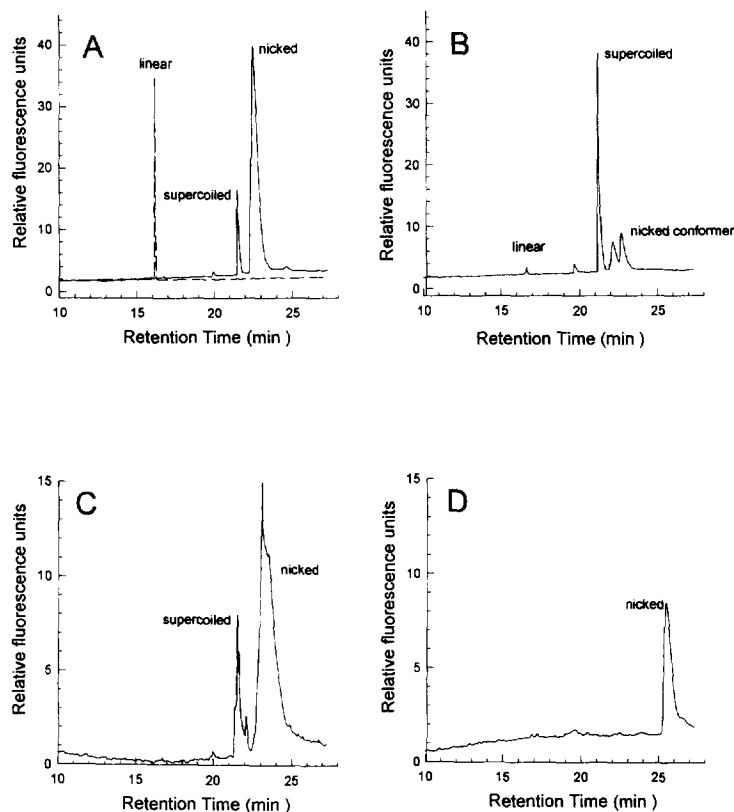 A
Relative fluorescence units
40
30
20
10
0
linear
supercoiled
nicked
10
15
20
25
Retention Time (min )
B
Relative fluorescence units
40
30
20
10
0
supercoiled
linear
nicked conformer
10
15
20
25
Retention Time (min )
C
Relative fluorescence units
15
10
5
0
supercoiled
nicked
10
15
20
25
Retention Time (min )
D
Relative fluorescence units
15
10
5
0
nicked
10
15
20
25
Retention Time (min )